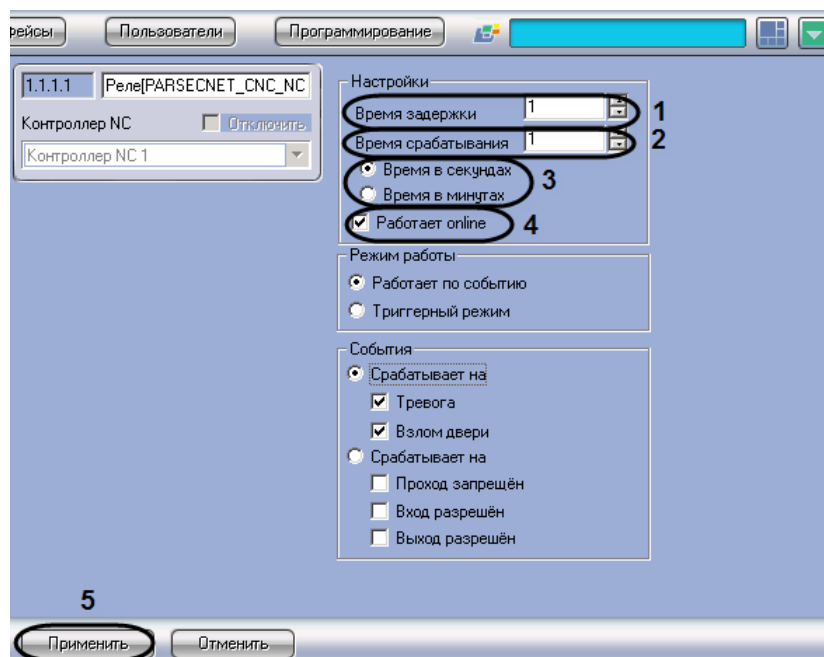 фейсы Пользователи Программирование
1.1.1.1 Реле[PARSECNET_CNC_NC
Контроллер NC Отключить
Контроллер NC 1
Настройки
Время задержки 1 1
Время срабатывания 1 2
Время в секундах
Время в минутах
3
Работает online 4
Режим работы
Работает по событию
Триггерный режим
События
Срабатывает на
Тревога
Взлом двери
Срабатывает на
Проход запрещён
Вход разрешён
Выход разрешён
5
Применить Отменить